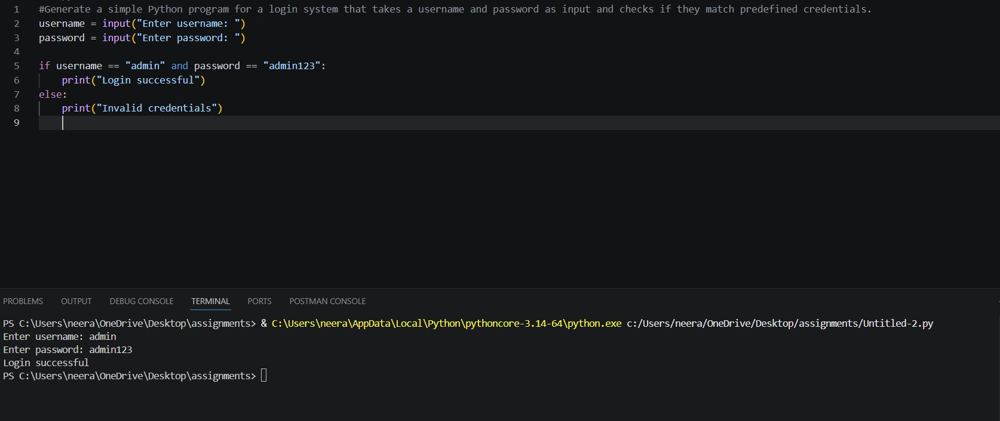 1 #Generate a simple Python program for a login system that takes a username and password as input and checks if they match predefined credentials.
2 username = input("Enter username: ")
3 password = input("Enter password: ")
4
5 if username == "admin" and password == "admin123":
6     print("Login successful")
7 else:
8     print("Invalid credentials")
9
PROBLEMS OUTPUT DEBUG CONSOLE TERMINAL PORTS POSTMAN CONSOLE
PS C:\Users\neera\OneDrive\Desktop\assignments> & C:\Users\neera\AppData\Local\Python\pythoncore-3.14-64\python.exe c:/Users/neera/OneDrive/Desktop/assignments/Untitled-2.py
Enter username: admin
Enter password: admin123
Login successful
PS C:\Users\neera\OneDrive\Desktop\assignments>